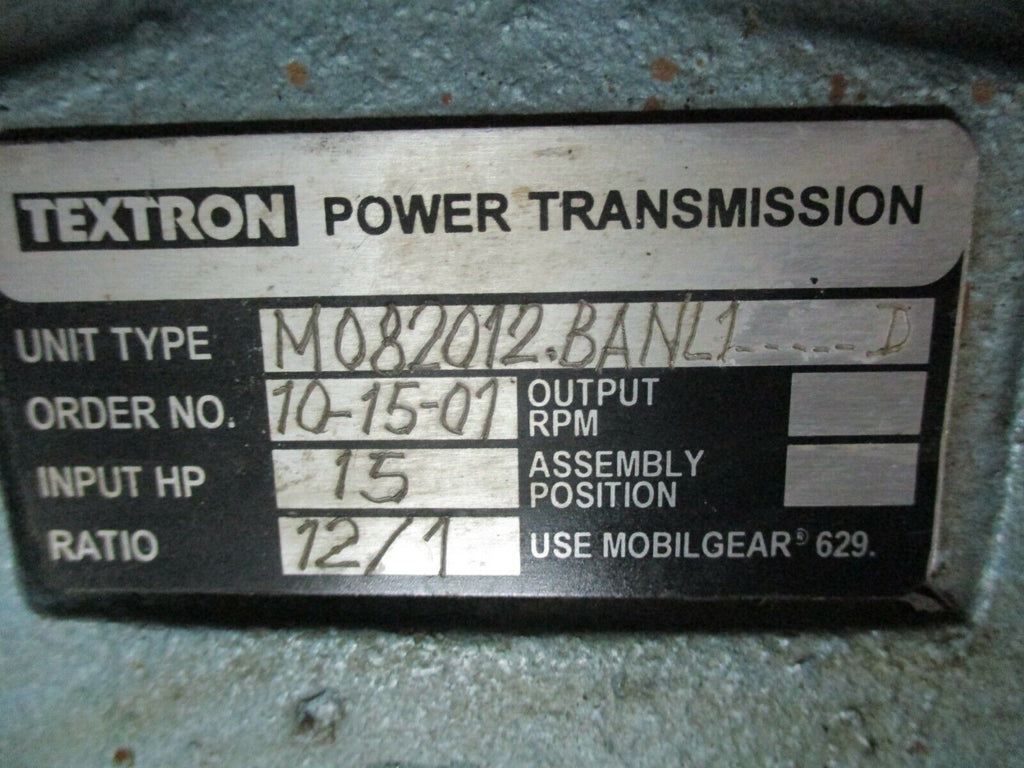 TEXTRON POWER TRANSMISSION
UNIT TYPE M082012.BANL1-----D
ORDER NO. 10-15-01 OUTPUT RPM
INPUT HP 15 ASSEMBLY POSITION
RATIO 12/1 USE MOBILGEAR® 629.